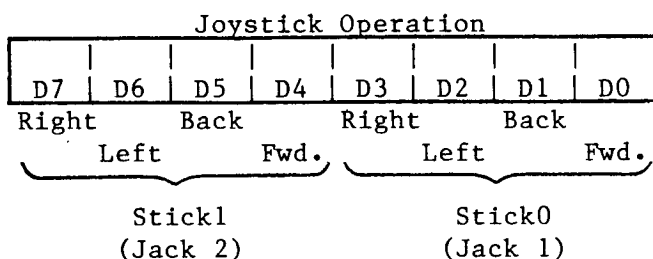 Joystick Operation
D7 D6 D5 D4 D3 D2 D1 D0
Right Back Right Back
Left Fwd. Left Fwd.
Stick1 Stick0
(Jack 2) (Jack 1)